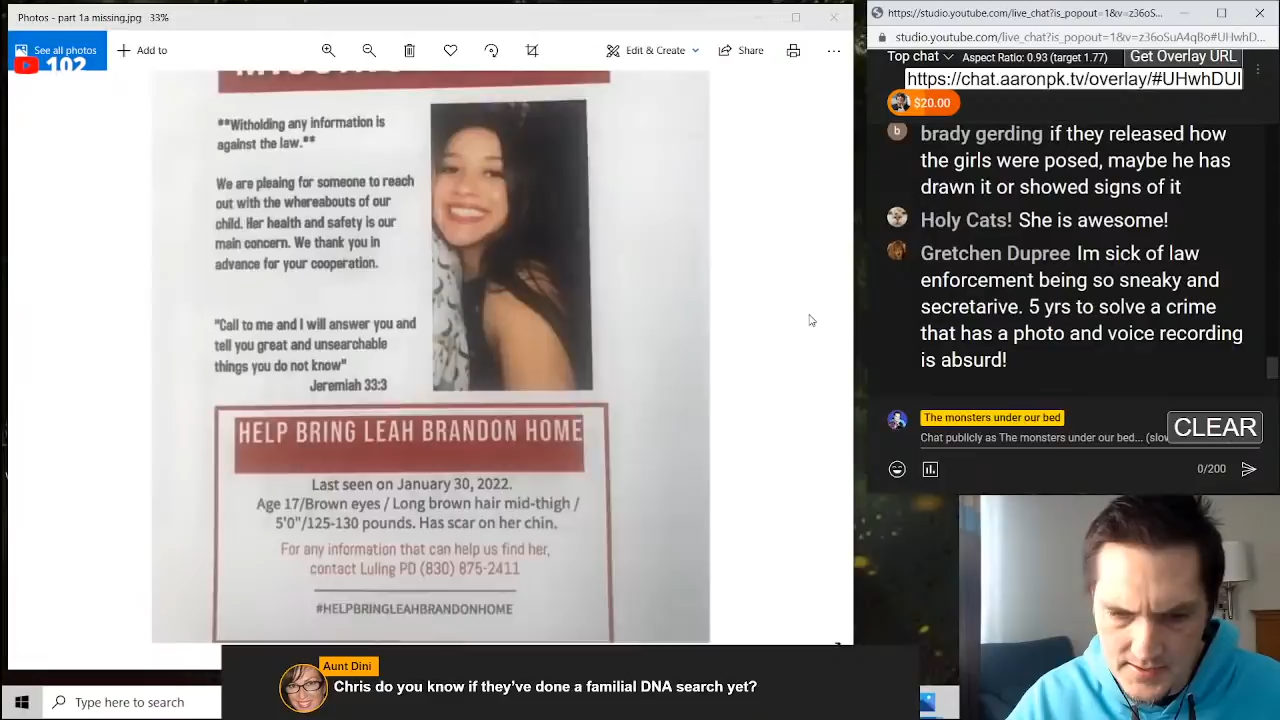 Photos - part 1a missing.jpg 33%
See all photos
Add to
Edit & Create
Share
102
**Witholding any information is
against the law.**
We are pleaing for someone to reach
out with the whereabouts of our
child. Her health and safety is our
main concern. We thank you in
advance for your cooperation.
"Call to me and I will answer you and
tell you great and unsearchable
things you do not know"
Jeremiah 33:3
HELP BRING LEAH BRANDON HOME
Last seen on January 30, 2022.
Age 17/Brown eyes / Long brown hair mid-thigh /
5'0"/125-130 pounds. Has scar on her chin.
For any information that can help us find her,
contact Luling PD (830) 875-2411
#HELPBRINGLEAHBRANDONHOME
https://studio.youtube.com/live_chat?is_popout=1&v=z36oS...
studio.youtube.com/live_chat?is_popout=1&v=z36oSuA4qBo#UHwhD...
Top chat
Aspect Ratio: 0.93 (target 1.77)
Get Overlay URL
https://chat.aaronpk.tv/overlay/#UHwhDUI
$20.00
b
brady gerding if they released how
the girls were posed, maybe he has
drawn it or showed signs of it
Holy Cats! She is awesome!
Gretchen Dupree Im sick of law
enforcement being so sneaky and
secretarive. 5 yrs to solve a crime
that has a photo and voice recording
is absurd!
The monsters under our bed
Chat publicly as The monsters under our bed... (slow
CLEAR
0/200
Aunt Dini
Chris do you know if they've done a familial DNA search yet?
Type here to search